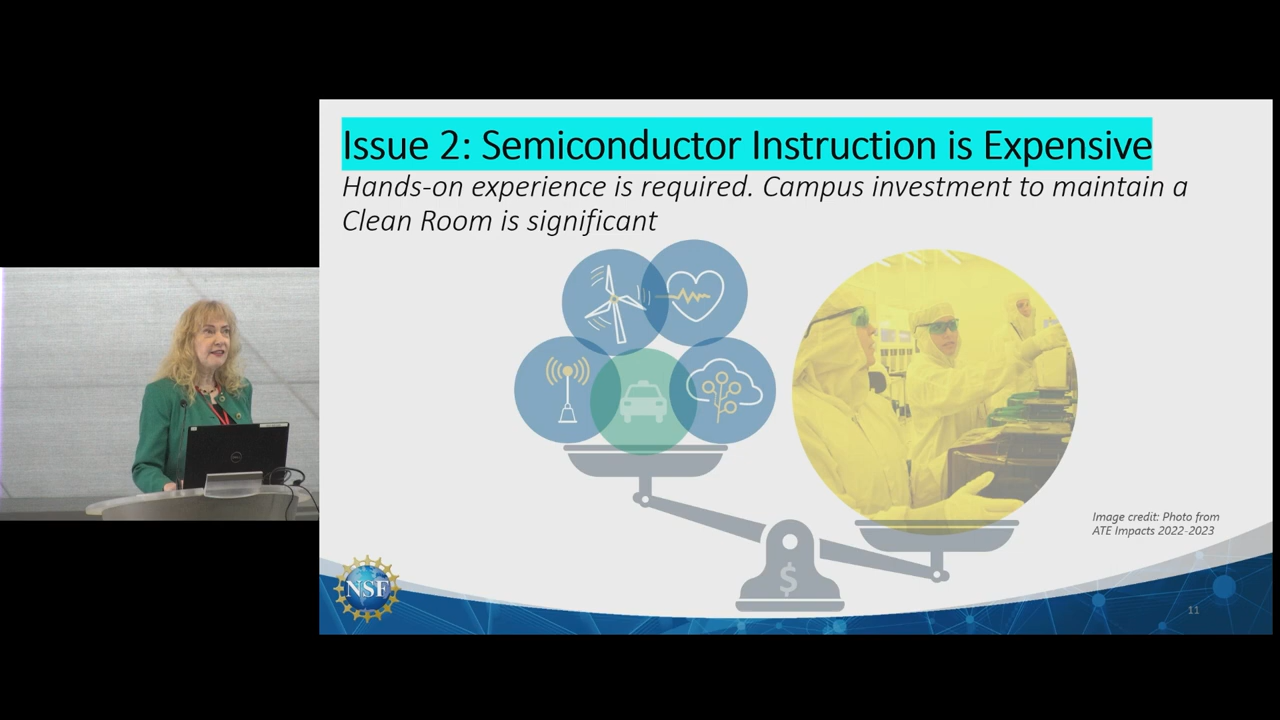 Issue 2: Semiconductor Instruction is Expensive
Hands-on experience is required. Campus investment to maintain a
Clean Room is significant
$
Image credit: Photo from
ATE Impacts 2022-2023
NSF
11
DELL